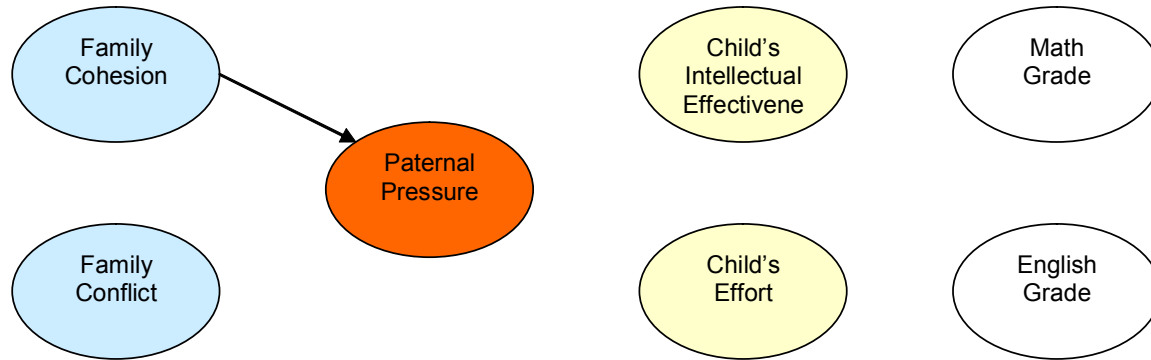 Family
Cohesion
Child's
Intellectual
Effectivene
Math
Grade
Paternal
Pressure
Family
Conflict
Child's
Effort
English
Grade